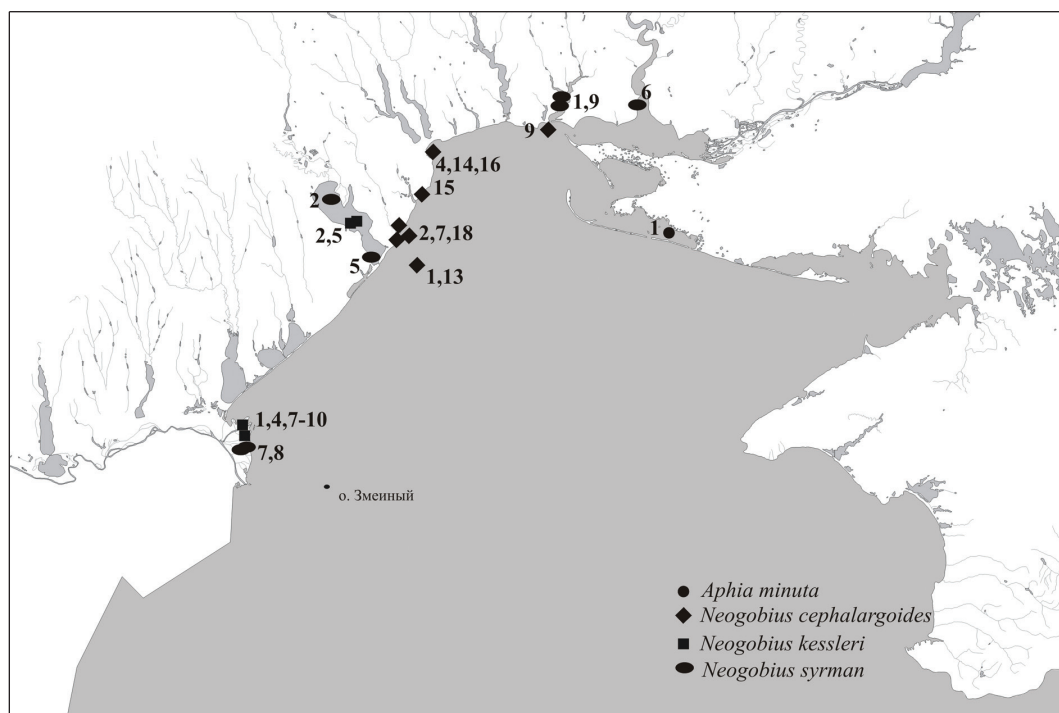 1,9
6
9
4,14,16
15
2
2,5
2,7,18
1
5
1,13
1,4,7-10
7,8
о. Змеиный
Aphia minuta
Neogobius cephalargoides
Neogobius kessleri
Neogobius syrman